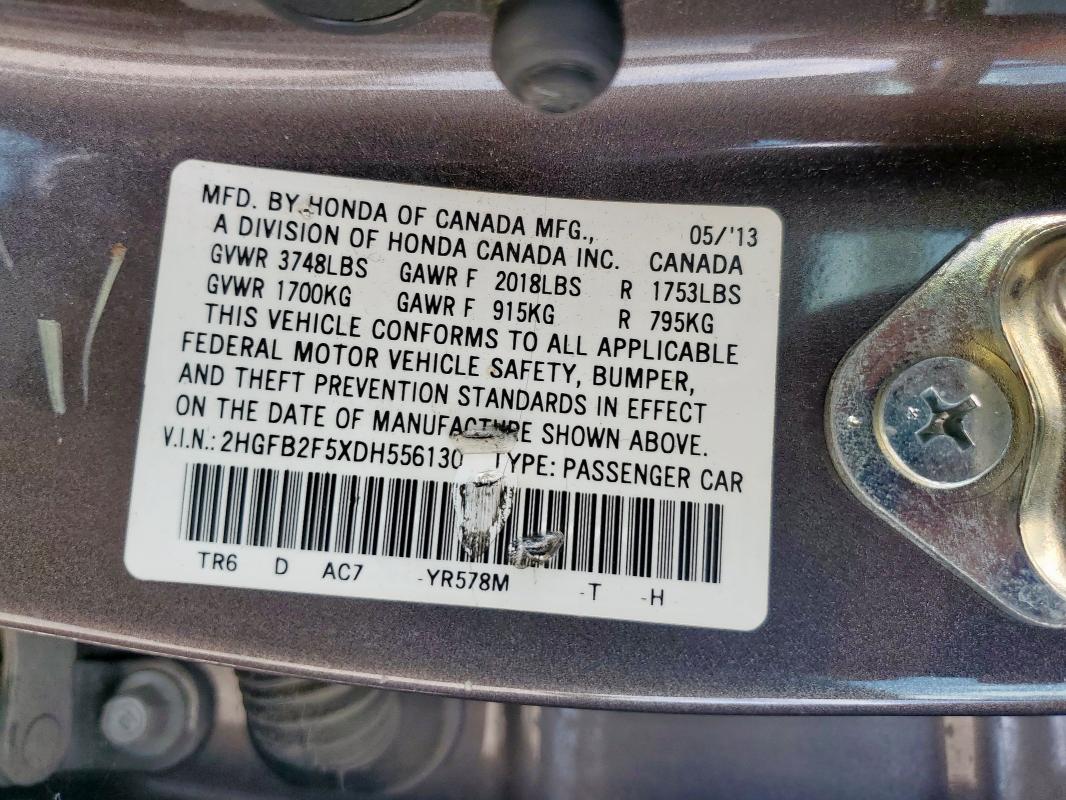 MFD. BY HONDA OF CANADA MFG., 05/'13
A DIVISION OF HONDA CANADA INC. CANADA
GVWR 3748LBS GAWR F 2018LBS R 1753LBS
GVWR 1700KG GAWR F 915KG R 795KG
THIS VEHICLE CONFORMS TO ALL APPLICABLE
FEDERAL MOTOR VEHICLE SAFETY, BUMPER,
AND THEFT PREVENTION STANDARDS IN EFFECT
ON THE DATE OF MANUFACTURE SHOWN ABOVE.
V.I.N.: 2HGFB2F5XDH556130 TYPE: PASSENGER CAR
TR6 D AC7 -YR578M -T -H